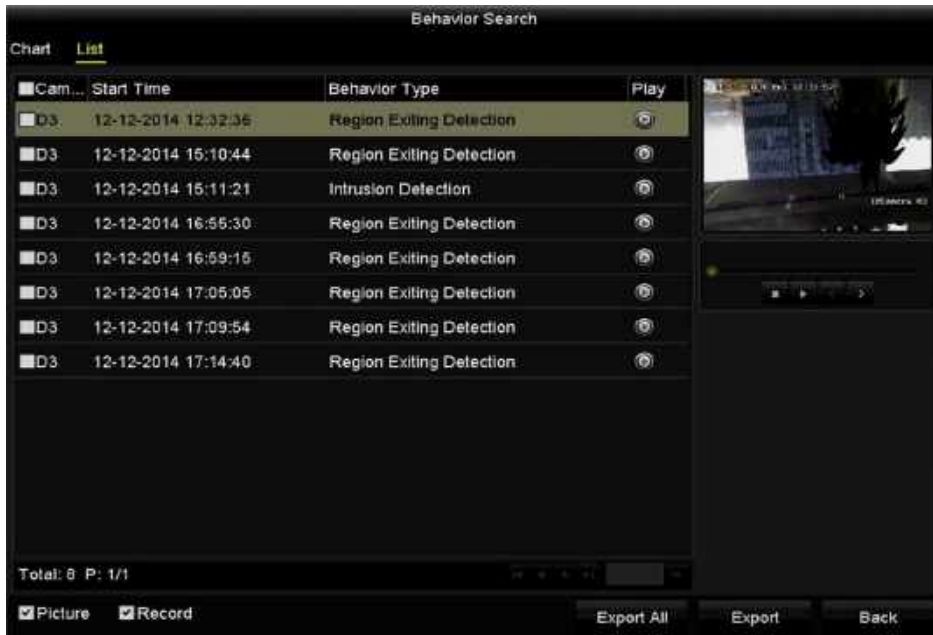 Behavior Search
Chart List
Cam... Start Time Behavior Type Play
D3 12-12-2014 12:32:36 Region Exiting Detection
D3 12-12-2014 15:10:44 Region Exiting Detection
D3 12-12-2014 15:11:21 Intrusion Detection
D3 12-12-2014 16:55:30 Region Exiting Detection
D3 12-12-2014 16:59:15 Region Exiting Detection
D3 12-12-2014 17:05:05 Region Exiting Detection
D3 12-12-2014 17:09:54 Region Exiting Detection
D3 12-12-2014 17:14:40 Region Exiting Detection
Total: 8 P: 1/1
Picture Record Export All Export Back